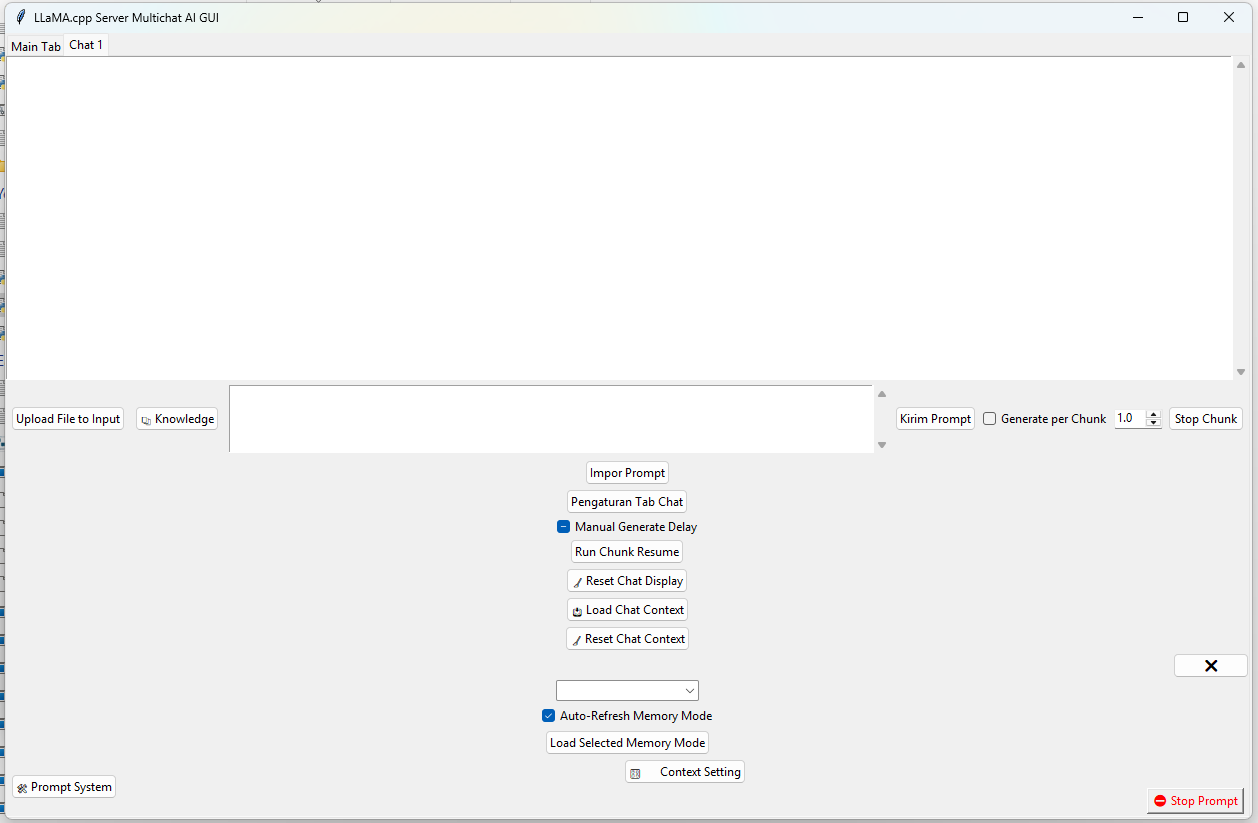 LLaMA.cpp Server Multichat AI GUI
Main Tab Chat 1
Upload File to Input Knowledge Kirim Prompt Generate per Chunk 1.0 Stop Chunk
Impor Prompt
Pengaturan Tab Chat
Manual Generate Delay
Run Chunk Resume
Reset Chat Display
Load Chat Context
Reset Chat Context
Auto-Refresh Memory Mode
Load Selected Memory Mode
Context Setting
Prompt System
Stop Prompt